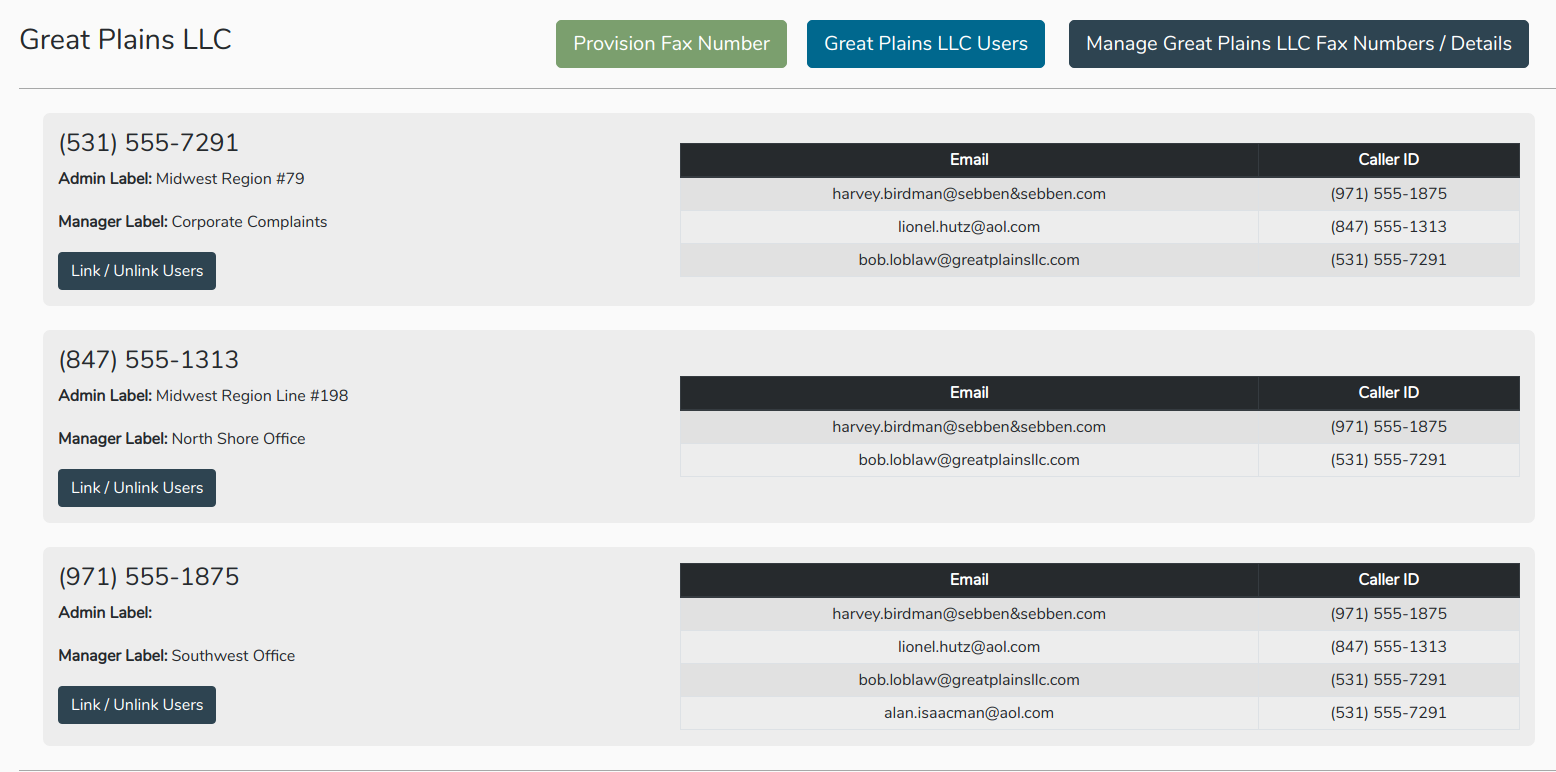 Great Plains LLC
Provision Fax Number
Great Plains LLC Users
Manage Great Plains LLC Fax Numbers / Details
(531) 555-7291
Admin Label: Midwest Region #79
Manager Label: Corporate Complaints
Link / Unlink Users
Email Caller ID
harvey.birdman@sebben&sebben.com (971) 555-1875
lionel.hutz@aol.com (847) 555-1313
bob.loblaw@greatplainsllc.com (531) 555-7291
(847) 555-1313
Admin Label: Midwest Region Line #198
Manager Label: North Shore Office
Link / Unlink Users
Email Caller ID
harvey.birdman@sebben&sebben.com (971) 555-1875
bob.loblaw@greatplainsllc.com (531) 555-7291
(971) 555-1875
Admin Label:
Manager Label: Southwest Office
Link / Unlink Users
Email Caller ID
harvey.birdman@sebben&sebben.com (971) 555-1875
lionel.hutz@aol.com (847) 555-1313
bob.loblaw@greatplainsllc.com (531) 555-7291
alan.isaacman@aol.com (531) 555-7291